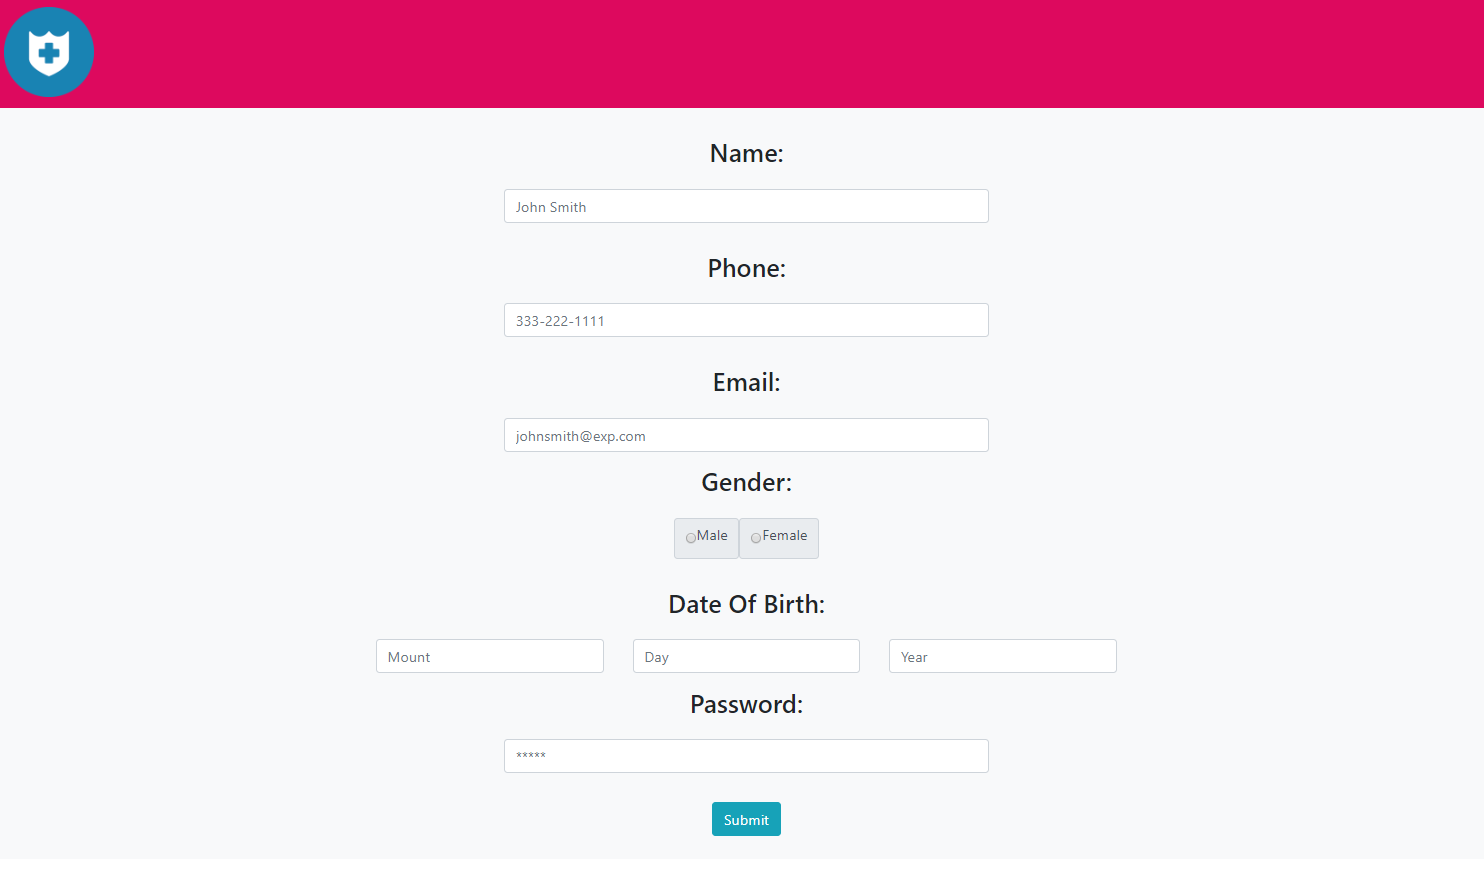 Name:
John Smith
Phone:
333-222-1111
Email:
johnsmith@exp.com
Gender:
Male Female
Date Of Birth:
Mount Day Year
Password:
*****
Submit